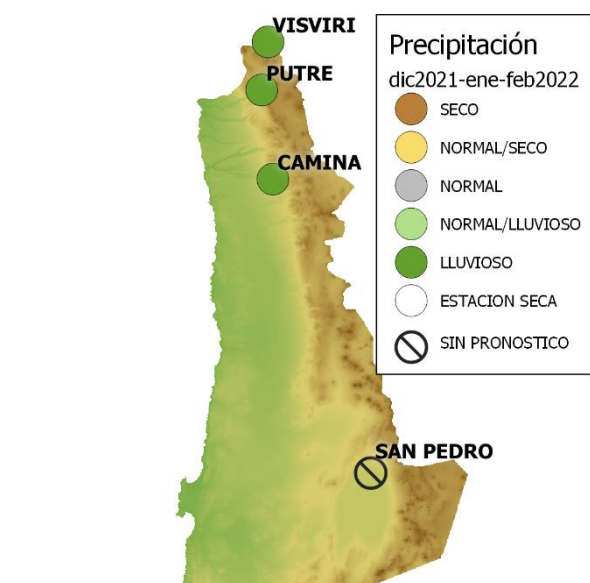 VISVIRI
PUTRE
CAMINA
SAN PEDRO
Precipitación
dic2021-ene-feb2022
SECO
NORMAL/SECO
NORMAL
NORMAL/LLUVIOSO
LLUVIOSO
ESTACION SECA
SIN PRONOSTICO